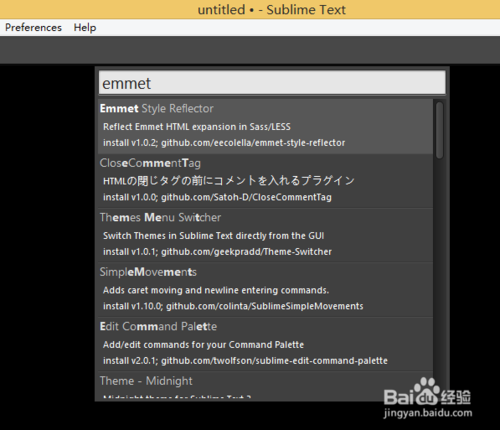 untitled • - Sublime Text
Preferences Help
emmet
Emmet Style Reflector
Reflect Emmet HTML expansion in Sass/LESS
install v1.0.2; github.com/eecolella/emmet-style-reflector
CloseCommentTag
HTMLの閉じタグの前にコメントを入れるプラグイン
install v1.0.0; github.com/Satoh-D/CloseCommentTag
Themes Menu Switcher
Switch Themes in Sublime Text directly from the GUI
install v1.0.1; github.com/geekpradd/Theme-Switcher
SimpleMovements
Adds caret moving and newline entering commands.
install v1.10.0; github.com/colinta/SublimeSimpleMovements
Edit Command Palette
Add/edit commands for your Command Palette
install v2.0.1; github.com/twolfson/sublime-edit-command-palette
Theme - Midnight
Midnight theme for Sublime Text 2
Baidu 经验
jingyan.baidu.com